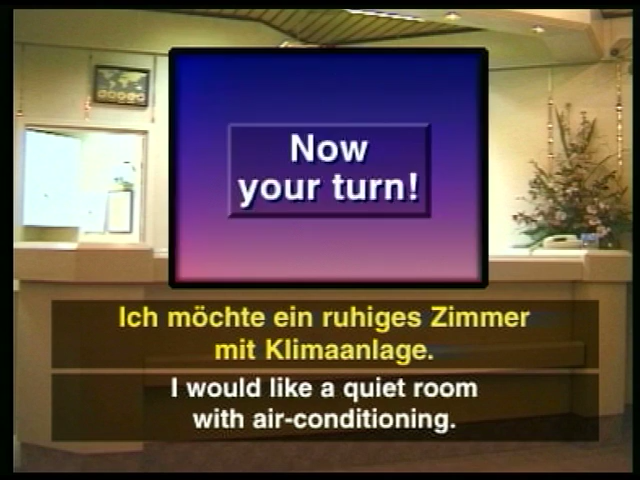 Now
your turn!
Ich möchte ein ruhiges Zimmer
mit Klimaanlage.
I would like a quiet room
with air-conditioning.